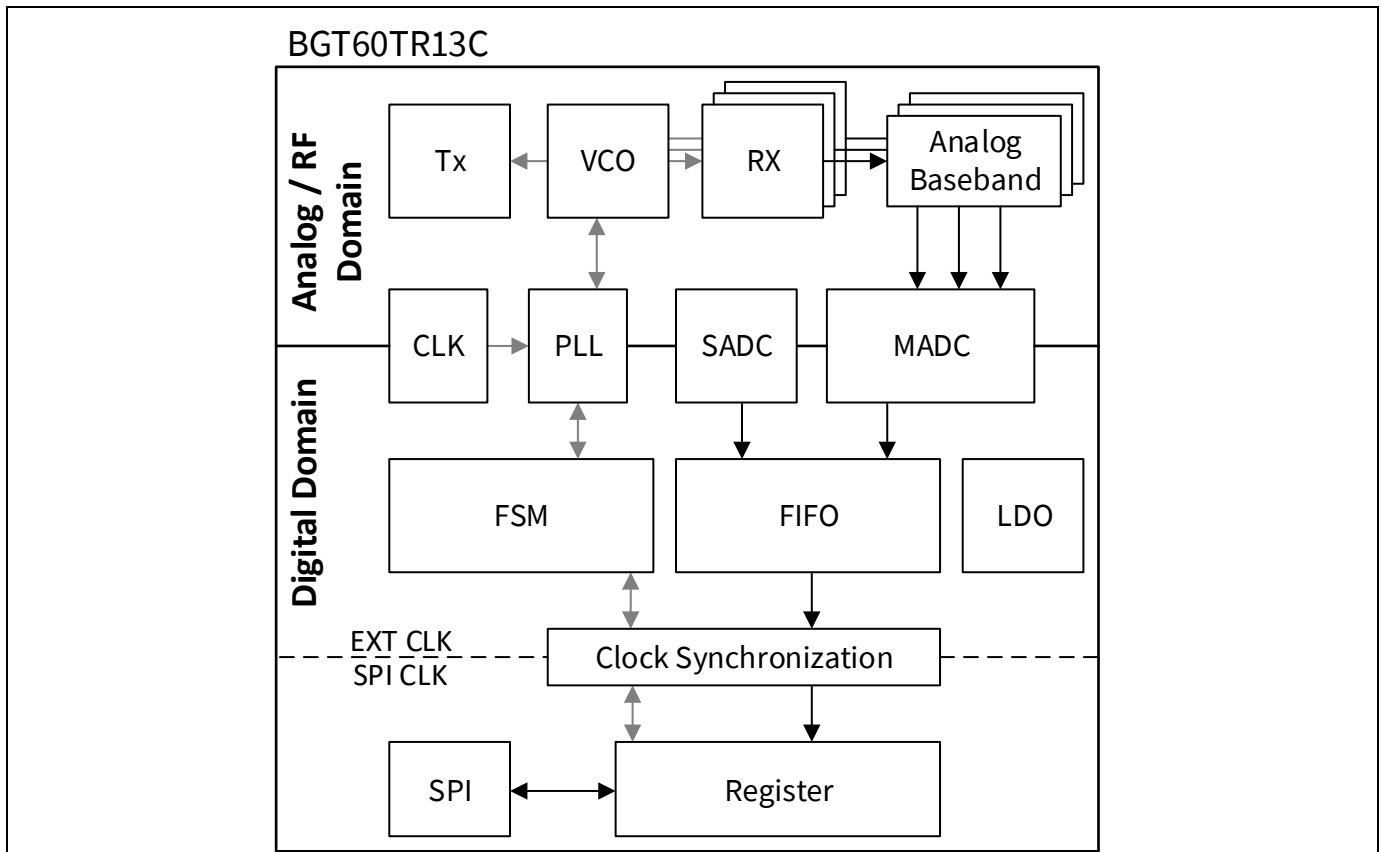 BGT60TR13C
Analog / RF
Domain
Tx
VCO
RX
Analog
Baseband
CLK
PLL
SADC
MADC
Digital Domain
FSM
FIFO
LDO
EXT CLK
SPI CLK
Clock Synchronization
SPI
Register